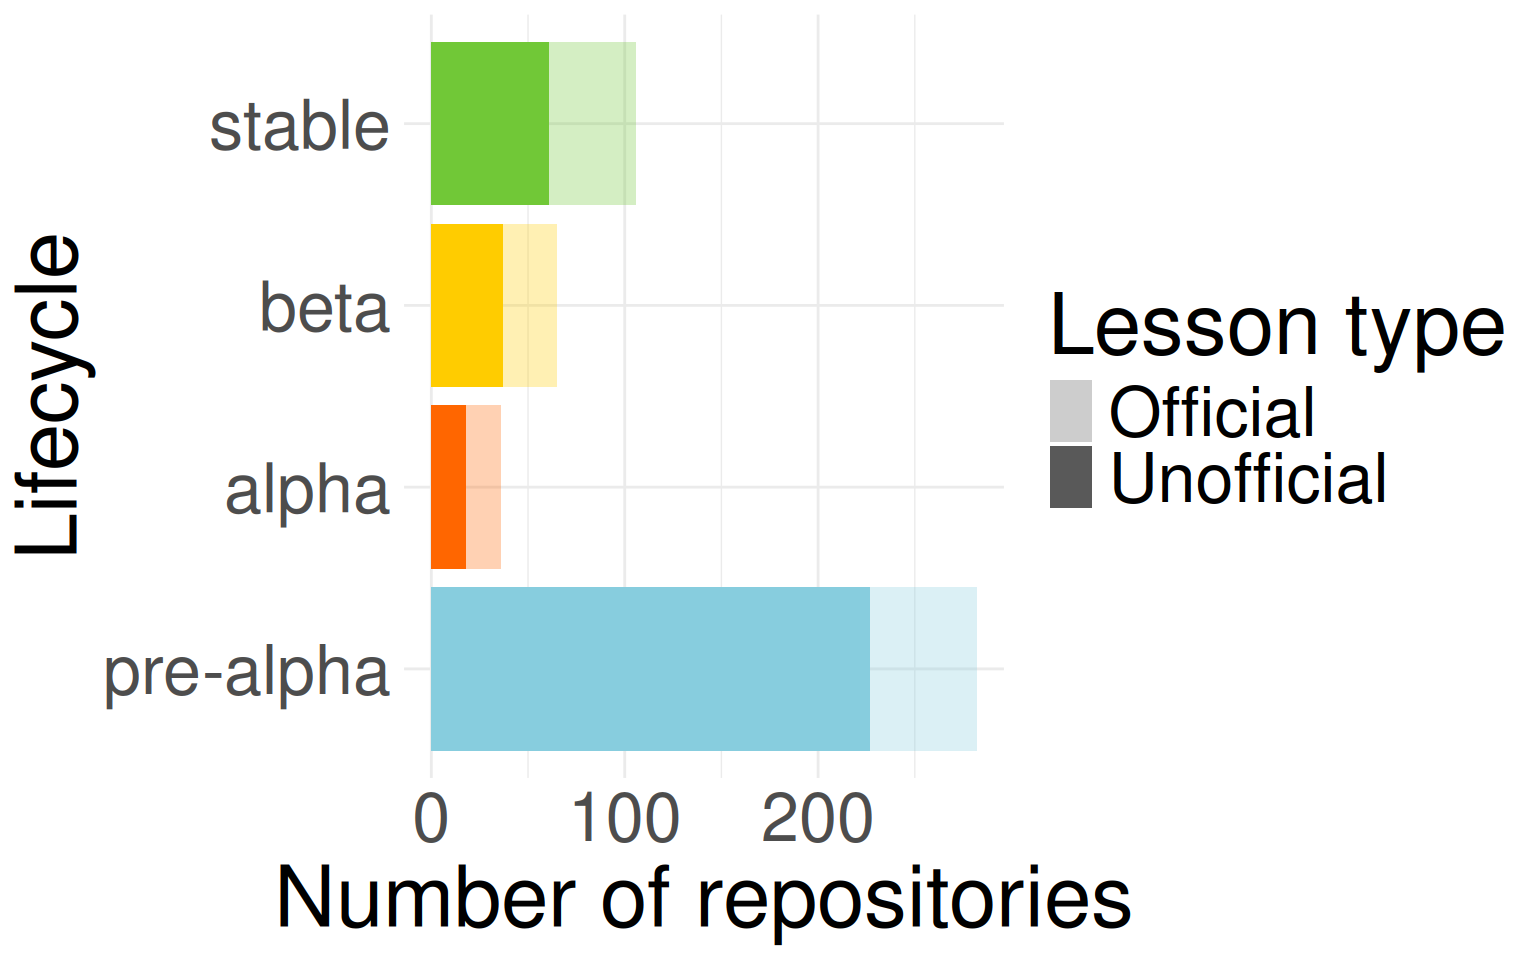 stable
beta
alpha
pre-alpha
Lifecycle
0 100 200
Number of repositories
Lesson type
Official
Unofficial